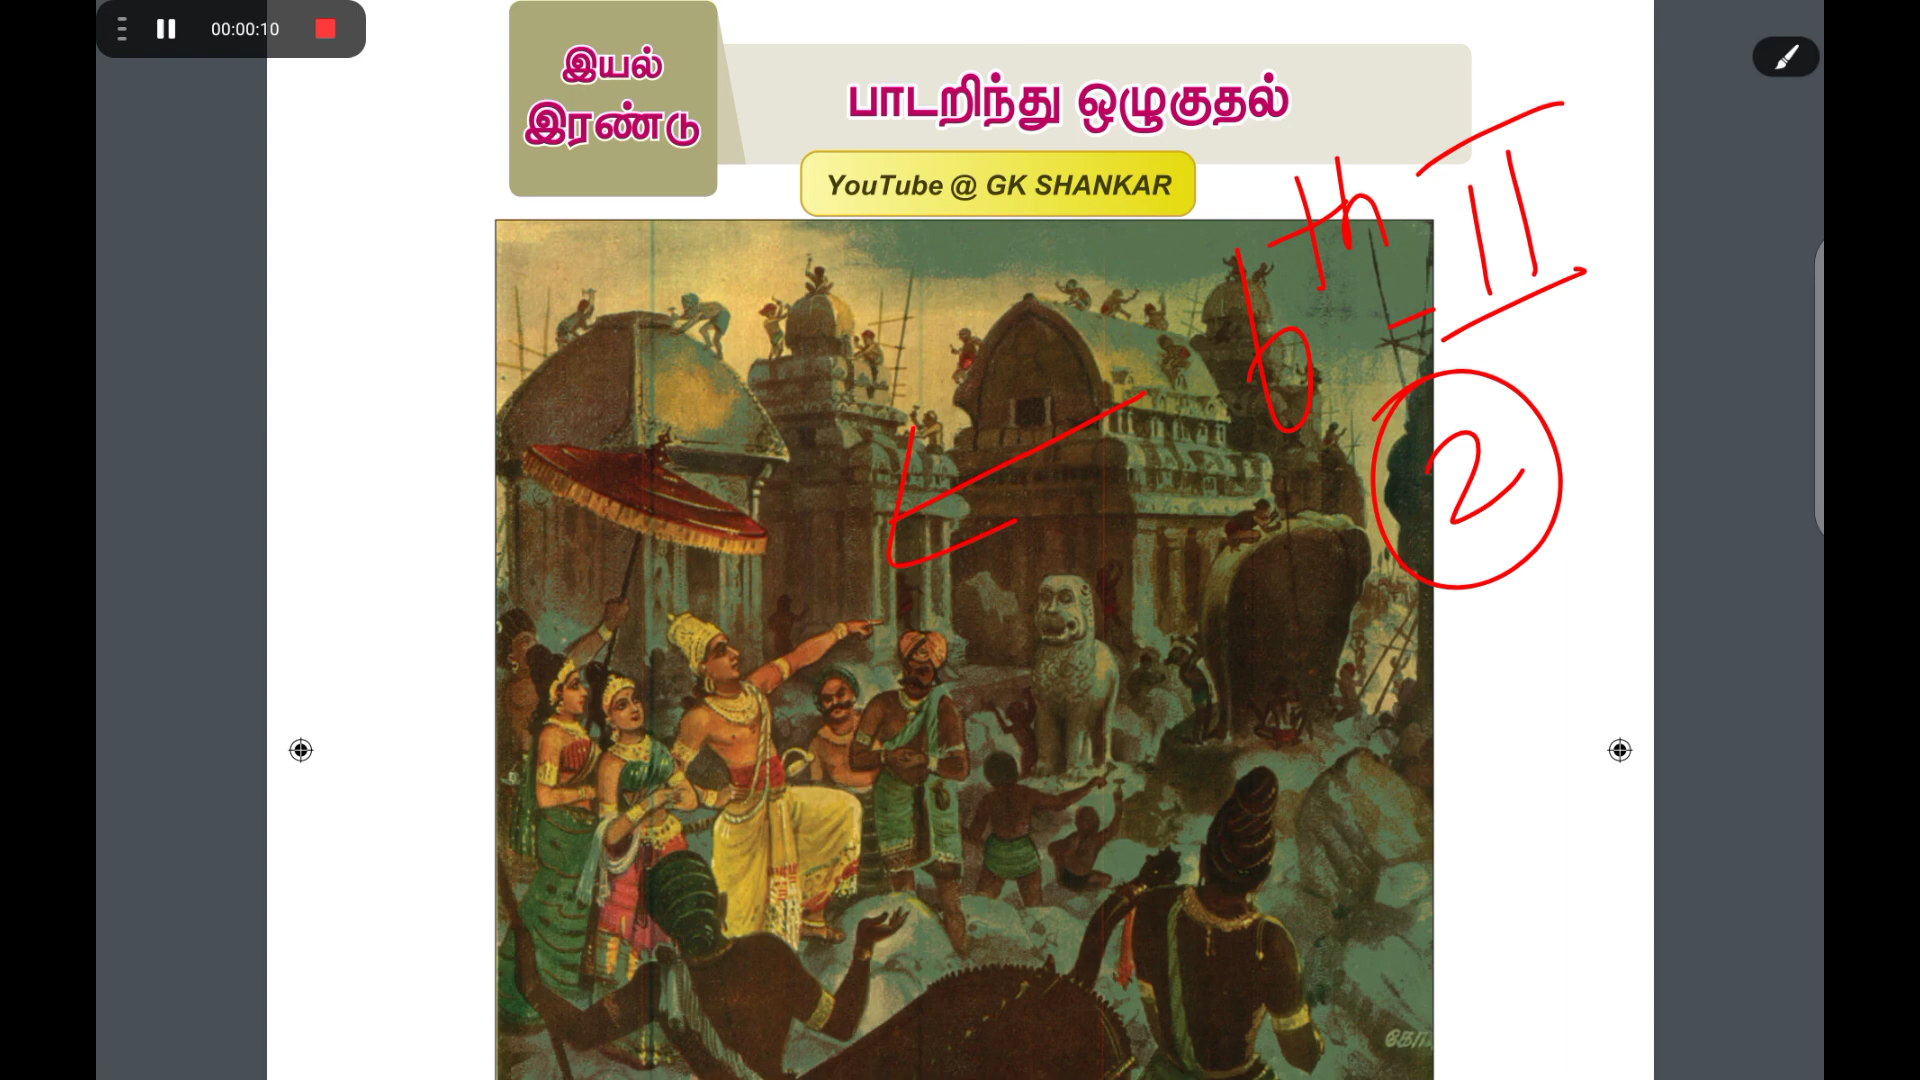 00:00:10
இயல்
இரண்டு
பாடறிந்து ஒழுகுதல்
YouTube @ GK SHANKAR
6th - II
2